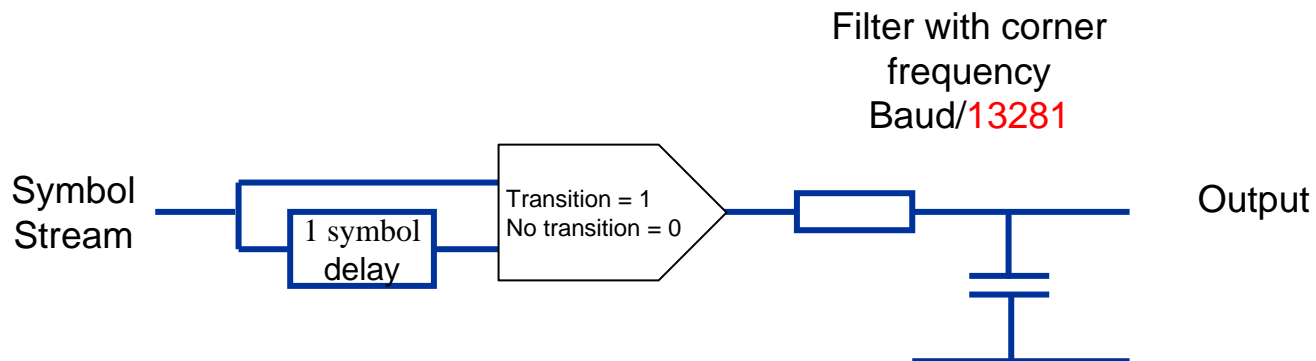 Filter with corner
frequency
Baud/13281
Symbol
Stream
Transition = 1
No transition = 0
1 symbol
delay
Output